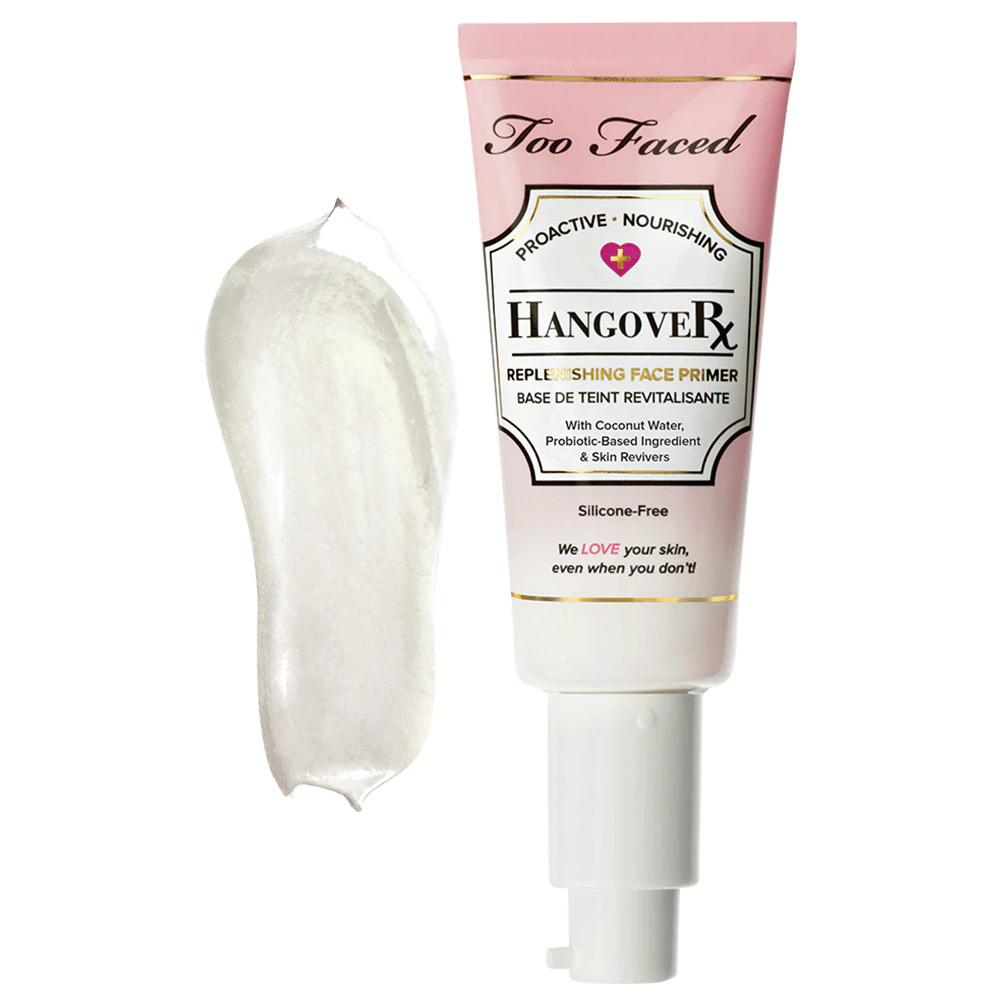 Too Faced
PROACTIVE · NOURISHING
HANGOVERx
REPLENISHING FACE PRIMER
BASE DE TEINT REVITALISANTE
With Coconut Water,
Probiotic-Based Ingredient
& Skin Revivers
Silicone-Free
We LOVE your skin,
even when you don't!